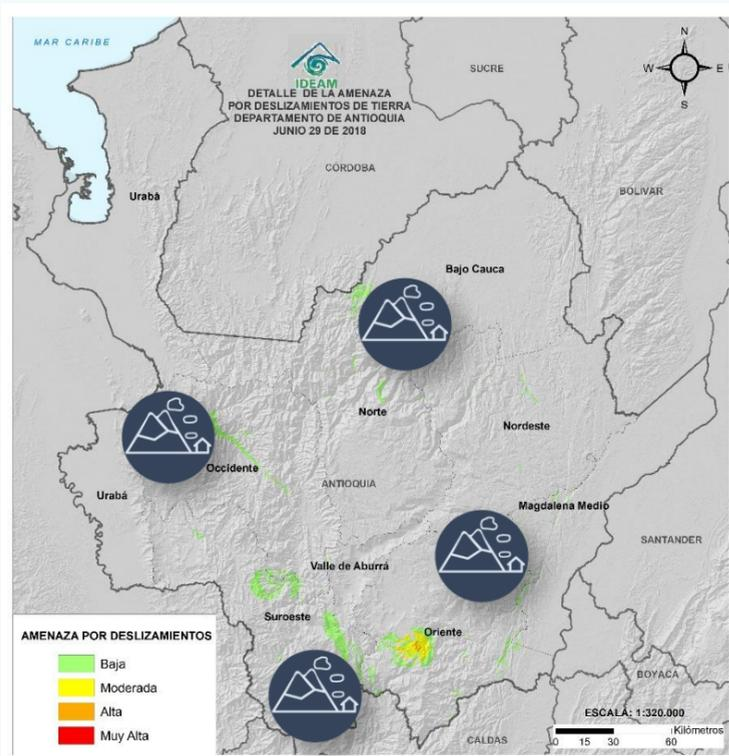 MAR CARIBE
N
W
E
S
SUCRE
IDEAM
DETALLE DE LA AMENAZA
POR DESLIZAMIENTOS DE TIERRA
DEPARTAMENTO DE ANTIOQUIA
JUNIO 29 DE 2018
CÓRDOBA
BOLIVAR
Urabá
Bajo Cauca
Norte
Nordeste
Occidente
ANTIOQUIA
Urabá
Magdalena Medio
SANTANDER
Valle de Aburrá
Suroeste
Oriente
AMENAZA POR DESLIZAMIENTOS
Baja
Moderada
Alta
Muy Alta
BOYACA
ESCALA: 1:320.000
Kilómetros
0 15 30 60
CALDAS